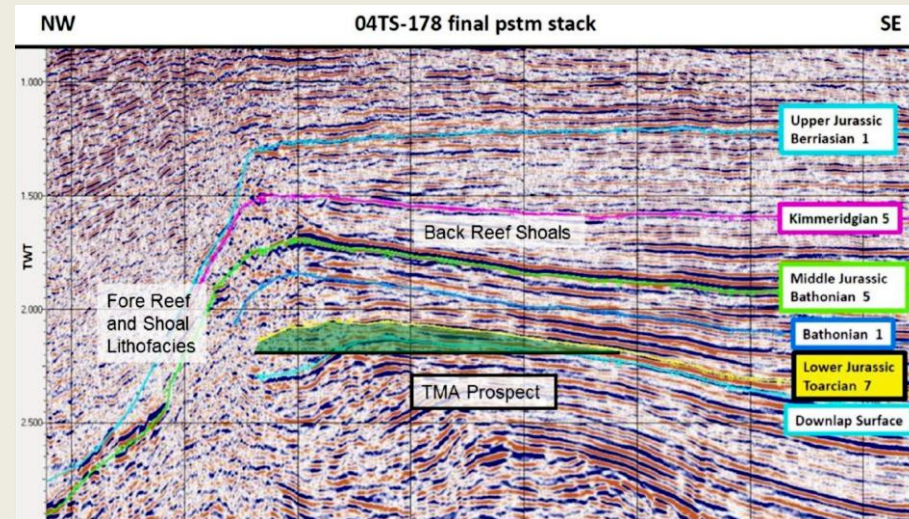 NW
04TS-178 final pstm stack
SE
1.000
1.500
TWT
2.000
2.500
Upper Jurassic
Berriasian 1
Kimmeridgian 5
Back Reef Shoals
Middle Jurassic
Bathonian 5
Fore Reef
and Shoal
Lithofacies
Bathonian 1
Lower Jurassic
Toarcian 7
TMA Prospect
Downlap Surface